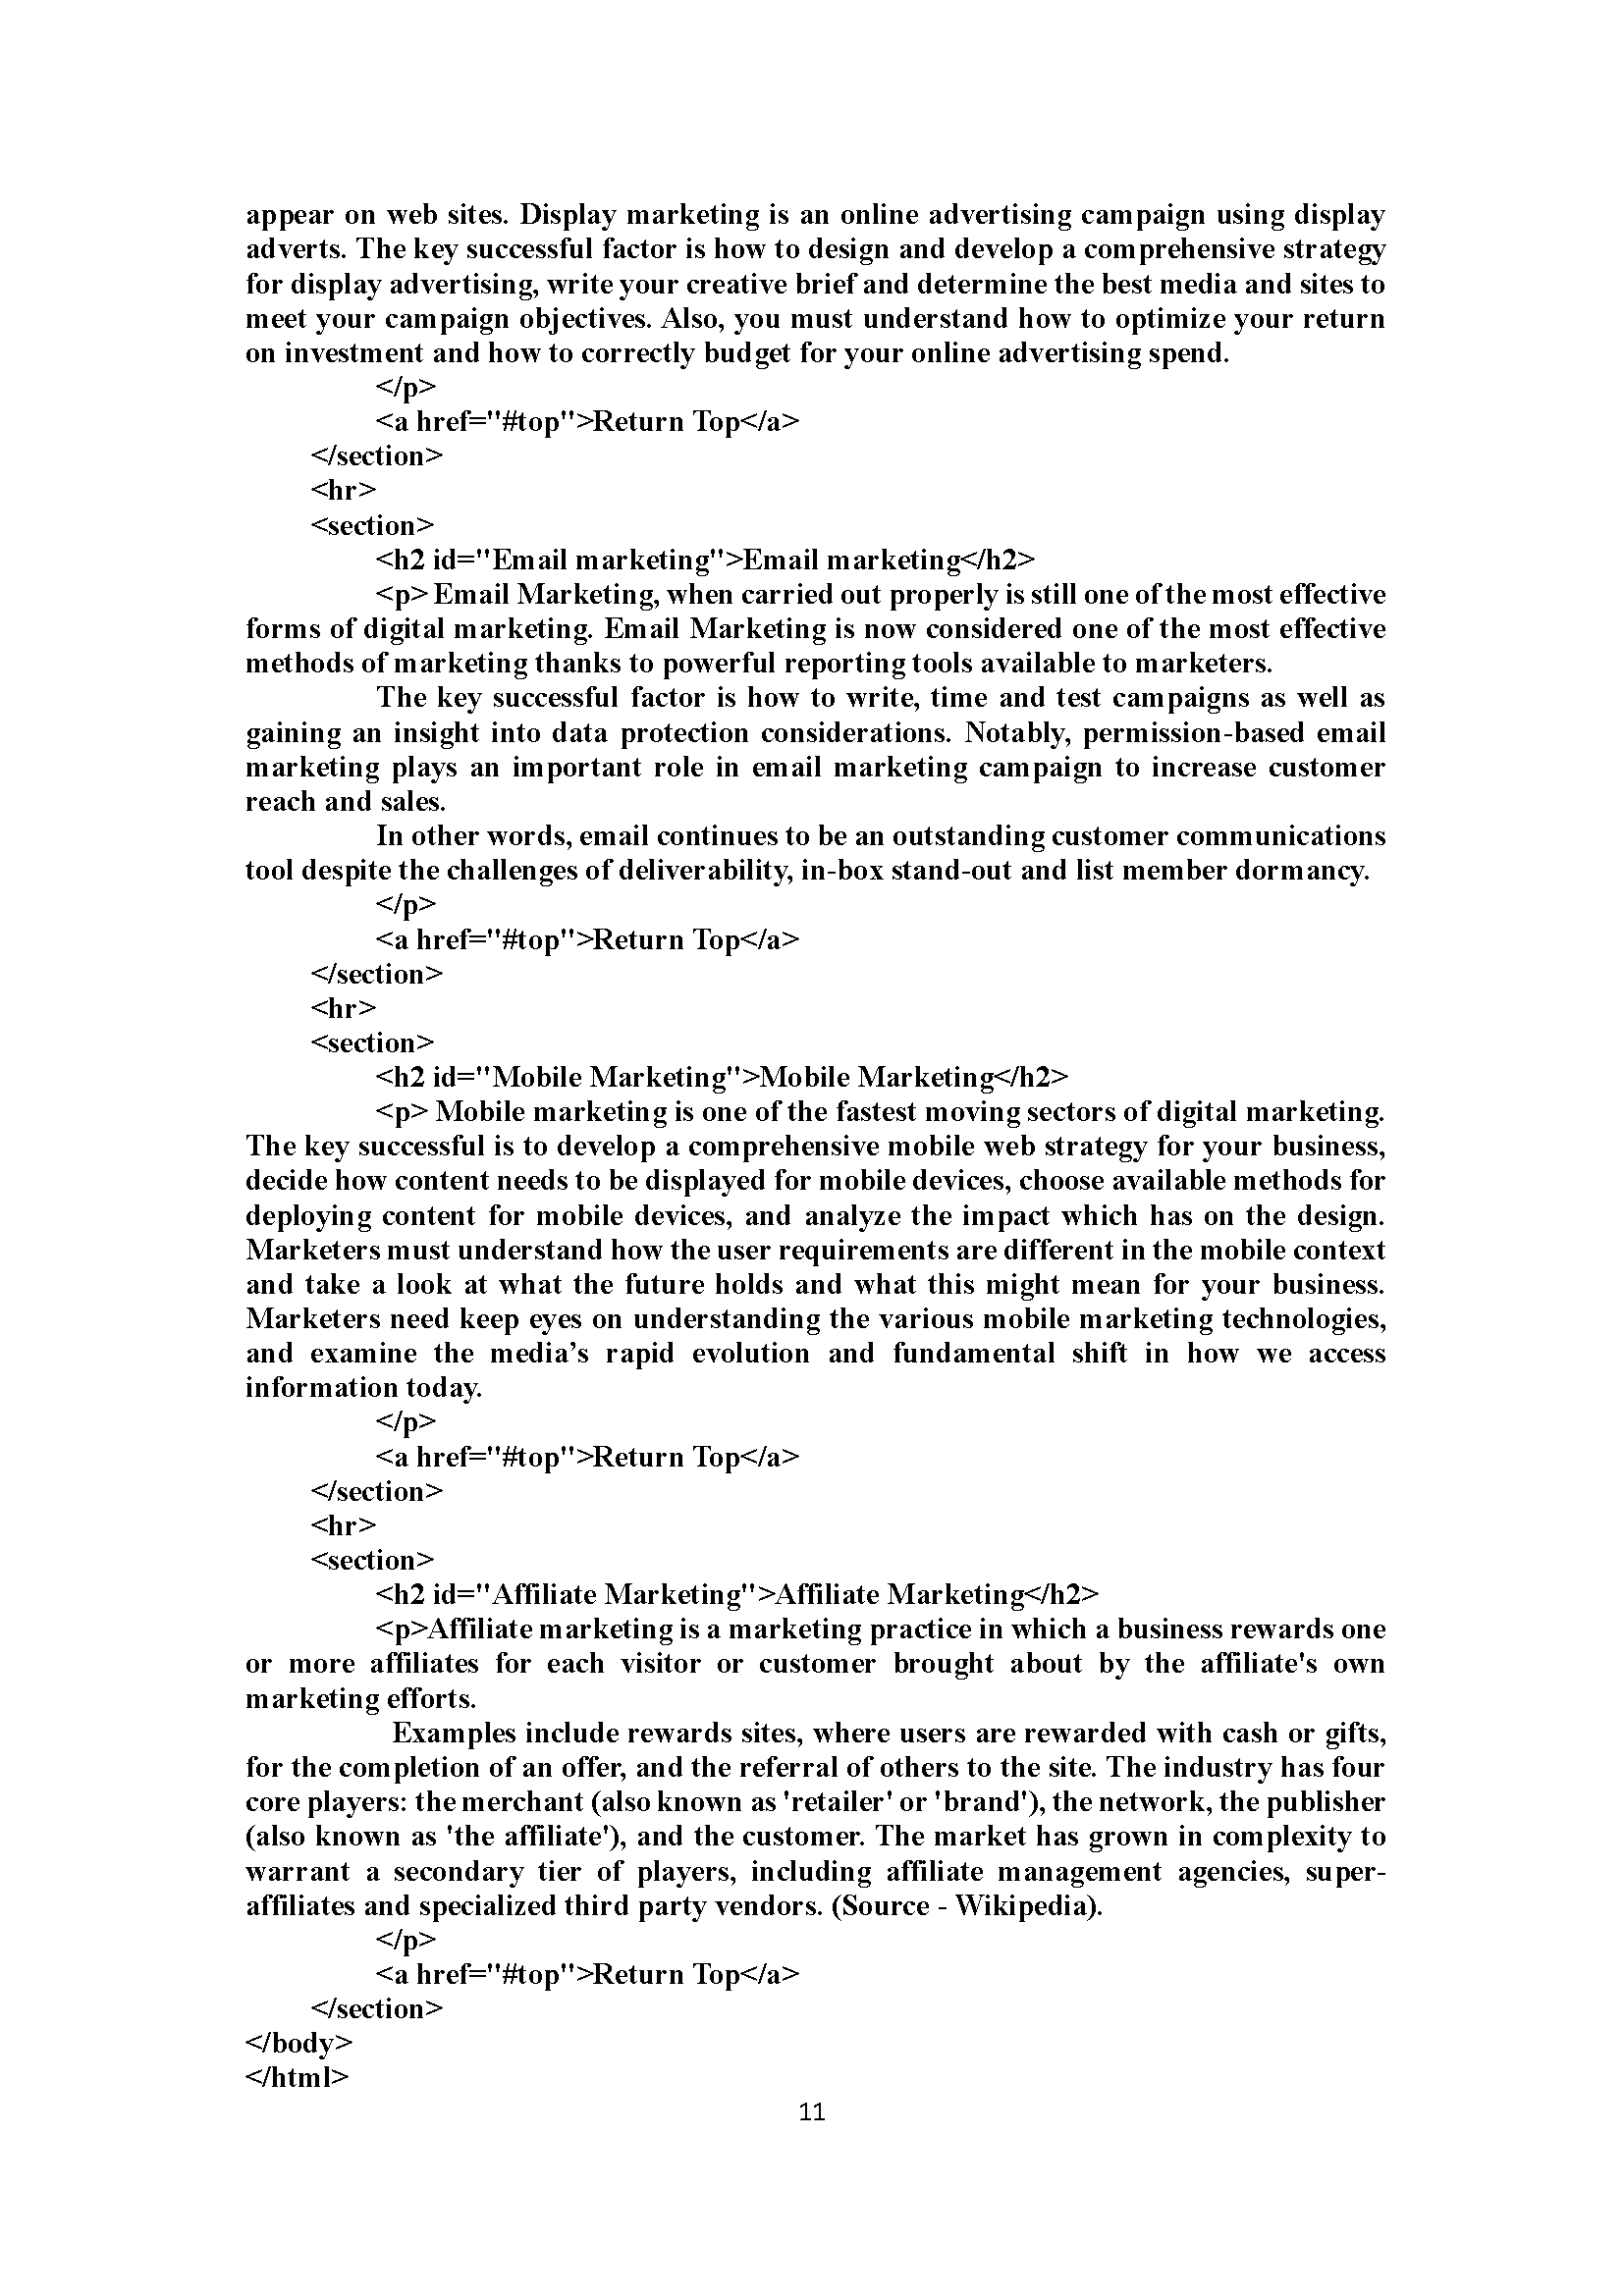 appear on web sites. Display marketing is an online advertising campaign using display
adverts. The key successful factor is how to design and develop a comprehensive strategy
for display advertising, write your creative brief and determine the best media and sites to
meet your campaign objectives. Also, you must understand how to optimize your return
on investment and how to correctly budget for your online advertising spend.
</p>
<a href="#top">Return Top</a>
</section>
<hr>
<section>
<h2 id="Email marketing">Email marketing</h2>
<p> Email Marketing, when carried out properly is still one of the most effective
forms of digital marketing. Email Marketing is now considered one of the most effective
methods of marketing thanks to powerful reporting tools available to marketers.
The key successful factor is how to write, time and test campaigns as well as
gaining an insight into data protection considerations. Notably, permission-based email
marketing plays an important role in email marketing campaign to increase customer
reach and sales.
In other words, email continues to be an outstanding customer communications
tool despite the challenges of deliverability, in-box stand-out and list member dormancy.
</p>
<a href="#top">Return Top</a>
</section>
<hr>
<section>
<h2 id="Mobile Marketing">Mobile Marketing</h2>
<p> Mobile marketing is one of the fastest moving sectors of digital marketing.
The key successful is to develop a comprehensive mobile web strategy for your business,
decide how content needs to be displayed for mobile devices, choose available methods for
deploying content for mobile devices, and analyze the impact which has on the design.
Marketers must understand how the user requirements are different in the mobile context
and take a look at what the future holds and what this might mean for your business.
Marketers need keep eyes on understanding the various mobile marketing technologies,
and examine the media’s rapid evolution and fundamental shift in how we access
information today.
</p>
<a href="#top">Return Top</a>
</section>
<hr>
<section>
<h2 id="Affiliate Marketing">Affiliate Marketing</h2>
<p>Affiliate marketing is a marketing practice in which a business rewards one
or more affiliates for each visitor or customer brought about by the affiliate's own
marketing efforts.
Examples include rewards sites, where users are rewarded with cash or gifts,
for the completion of an offer, and the referral of others to the site. The industry has four
core players: the merchant (also known as 'retailer' or 'brand'), the network, the publisher
(also known as 'the affiliate'), and the customer. The market has grown in complexity to
warrant a secondary tier of players, including affiliate management agencies, super-
affiliates and specialized third party vendors. (Source - Wikipedia).
</p>
<a href="#top">Return Top</a>
</section>
</body>
</html>
11